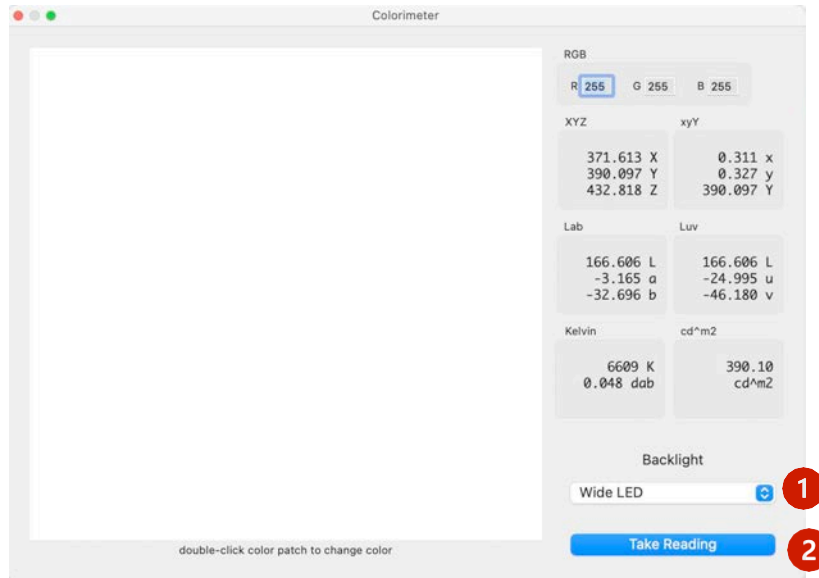 Colorimeter
RGB
R 255 G 255 B 255
XYZ xyY
371.613 X 0.311 x
390.097 Y 0.327 y
432.818 Z 390.097 Y
Lab Luv
166.606 L 166.606 L
-3.165 a -24.995 u
-32.696 b -46.180 v
Kelvin cd^m2
6609 K 390.10
0.048 dab cd^m2
Backlight
Wide LED 1
Take Reading 2
double-click color patch to change color